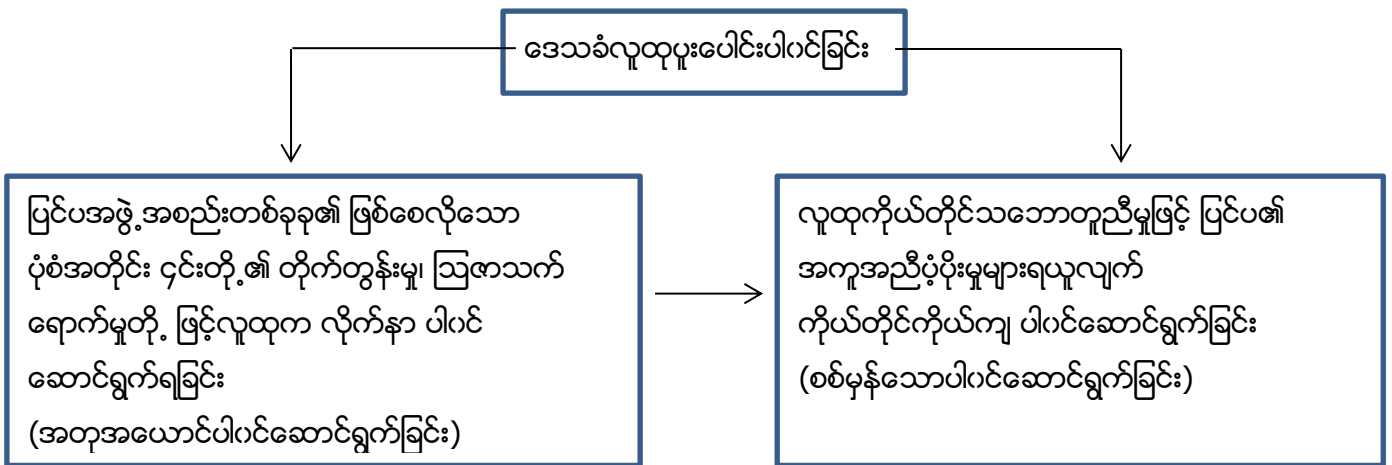 ဒေသခံလူထုပူးပေါင်းပါဝင်ခြင်း
ပြင်ပအဖွဲ့အစည်းတစ်ခုခု၏ ဖြစ်စေလိုသော
ပုံစံအတိုင်း ၄င်းတို့၏ တိုက်တွန်းမှု၊ ဩဇာသက်
ရောက်မှုတို့ ဖြင့်လူထုက လိုက်နာ ပါဝင်
ဆောင်ရွက်ရခြင်း
(အတုအယောင်ပါဝင်ဆောင်ရွက်ခြင်း)
လူထုကိုယ်တိုင်သဘောတူညီမှုဖြင့် ပြင်ပ၏
အကူအညီပံ့ပိုးမှုများရယူလျက်
ကိုယ်တိုင်ကိုယ်ကျ ပါဝင်ဆောင်ရွက်ခြင်း
(စစ်မှန်သောပါဝင်ဆောင်ရွက်ခြင်း)